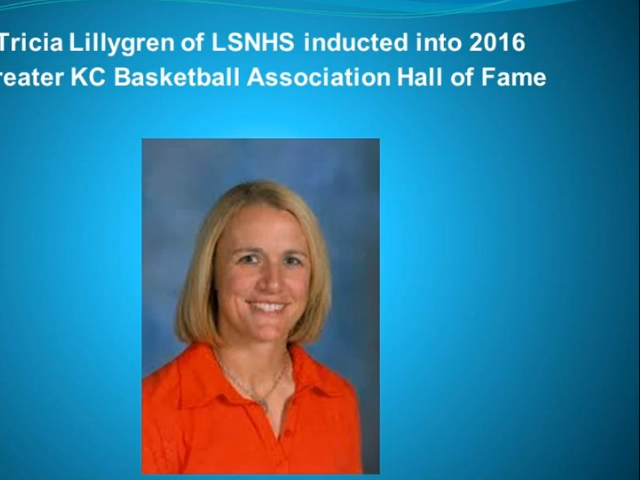 Tricia Lillygren of LSNHS inducted into 2016
reater KC Basketball Association Hall of Fame